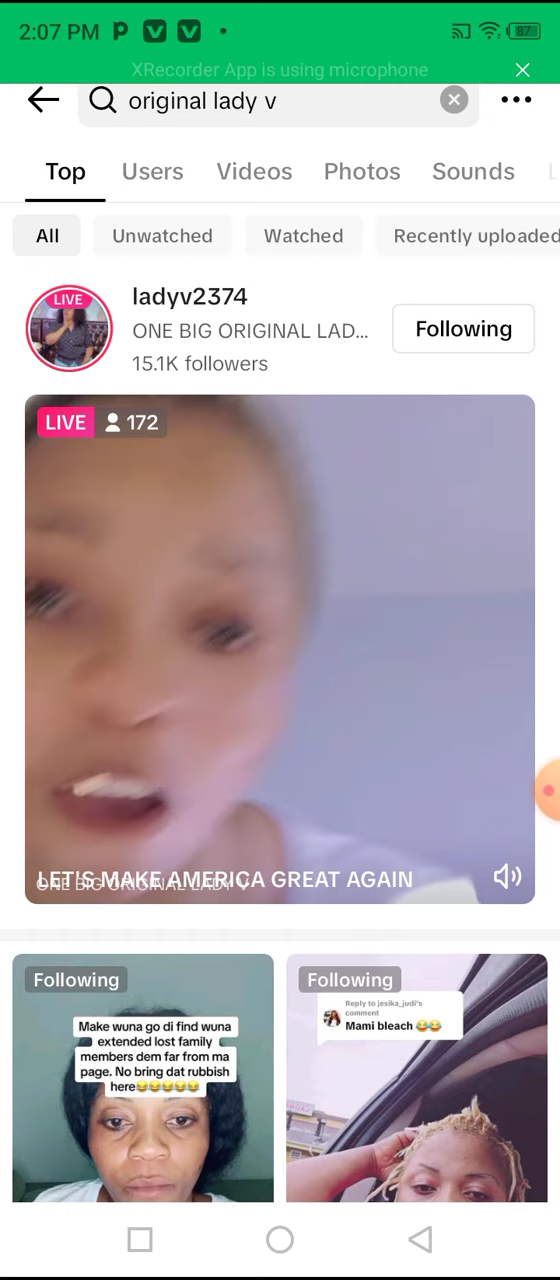 2:07 PM
87
XRecorder App is using microphone
original lady v
Top Users Videos Photos Sounds L
All Unwatched Watched Recently uploaded
LIVE
ladyv2374
ONE BIG ORIGINAL LAD...
15.1K followers
Following
LIVE 172
LET'S MAKE AMERICA GREAT AGAIN
ONE BIG ORIGINAL LADY V
Following
Make wuna go di find wuna
extended lost family
members dem far from ma
page. No bring dat rubbish
here😂😂😂😂😂
Following
Reply to jesika_judi's
comment
Mami bleach 😂😂